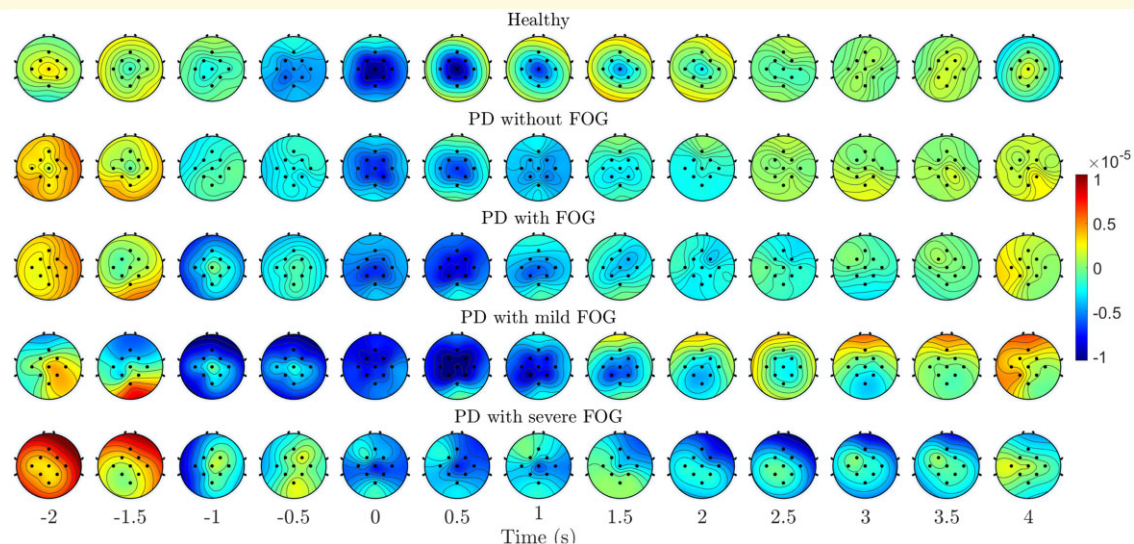 Healthy
PD without FOG
PD with FOG
PD with mild FOG
PD with severe FOG
-2 -1.5 -1 -0.5 0 0.5 1 1.5 2 2.5 3 3.5 4
Time (s)
10^-5
1
0.5
0
-0.5
-1